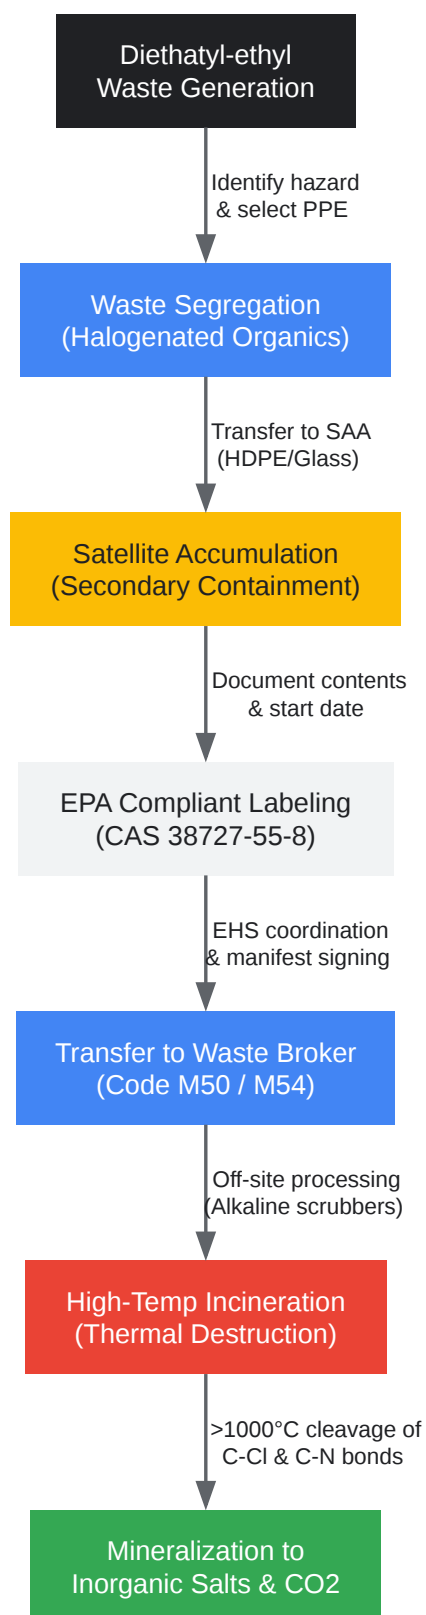 Diethatyl-ethyl
Waste Generation
Identify hazard
& select PPE
Waste Segregation
(Halogenated Organics)
Transfer to SAA
(HDPE/Glass)
Satellite Accumulation
(Secondary Containment)
Document contents
& start date
EPA Compliant Labeling
(CAS 38727-55-8)
EHS coordination
& manifest signing
Transfer to Waste Broker
(Code M50 / M54)
Off-site processing
(Alkaline scrubbers)
High-Temp Incineration
(Thermal Destruction)
>1000°C cleavage of
C-Cl & C-N bonds
Mineralization to
Inorganic Salts & CO2